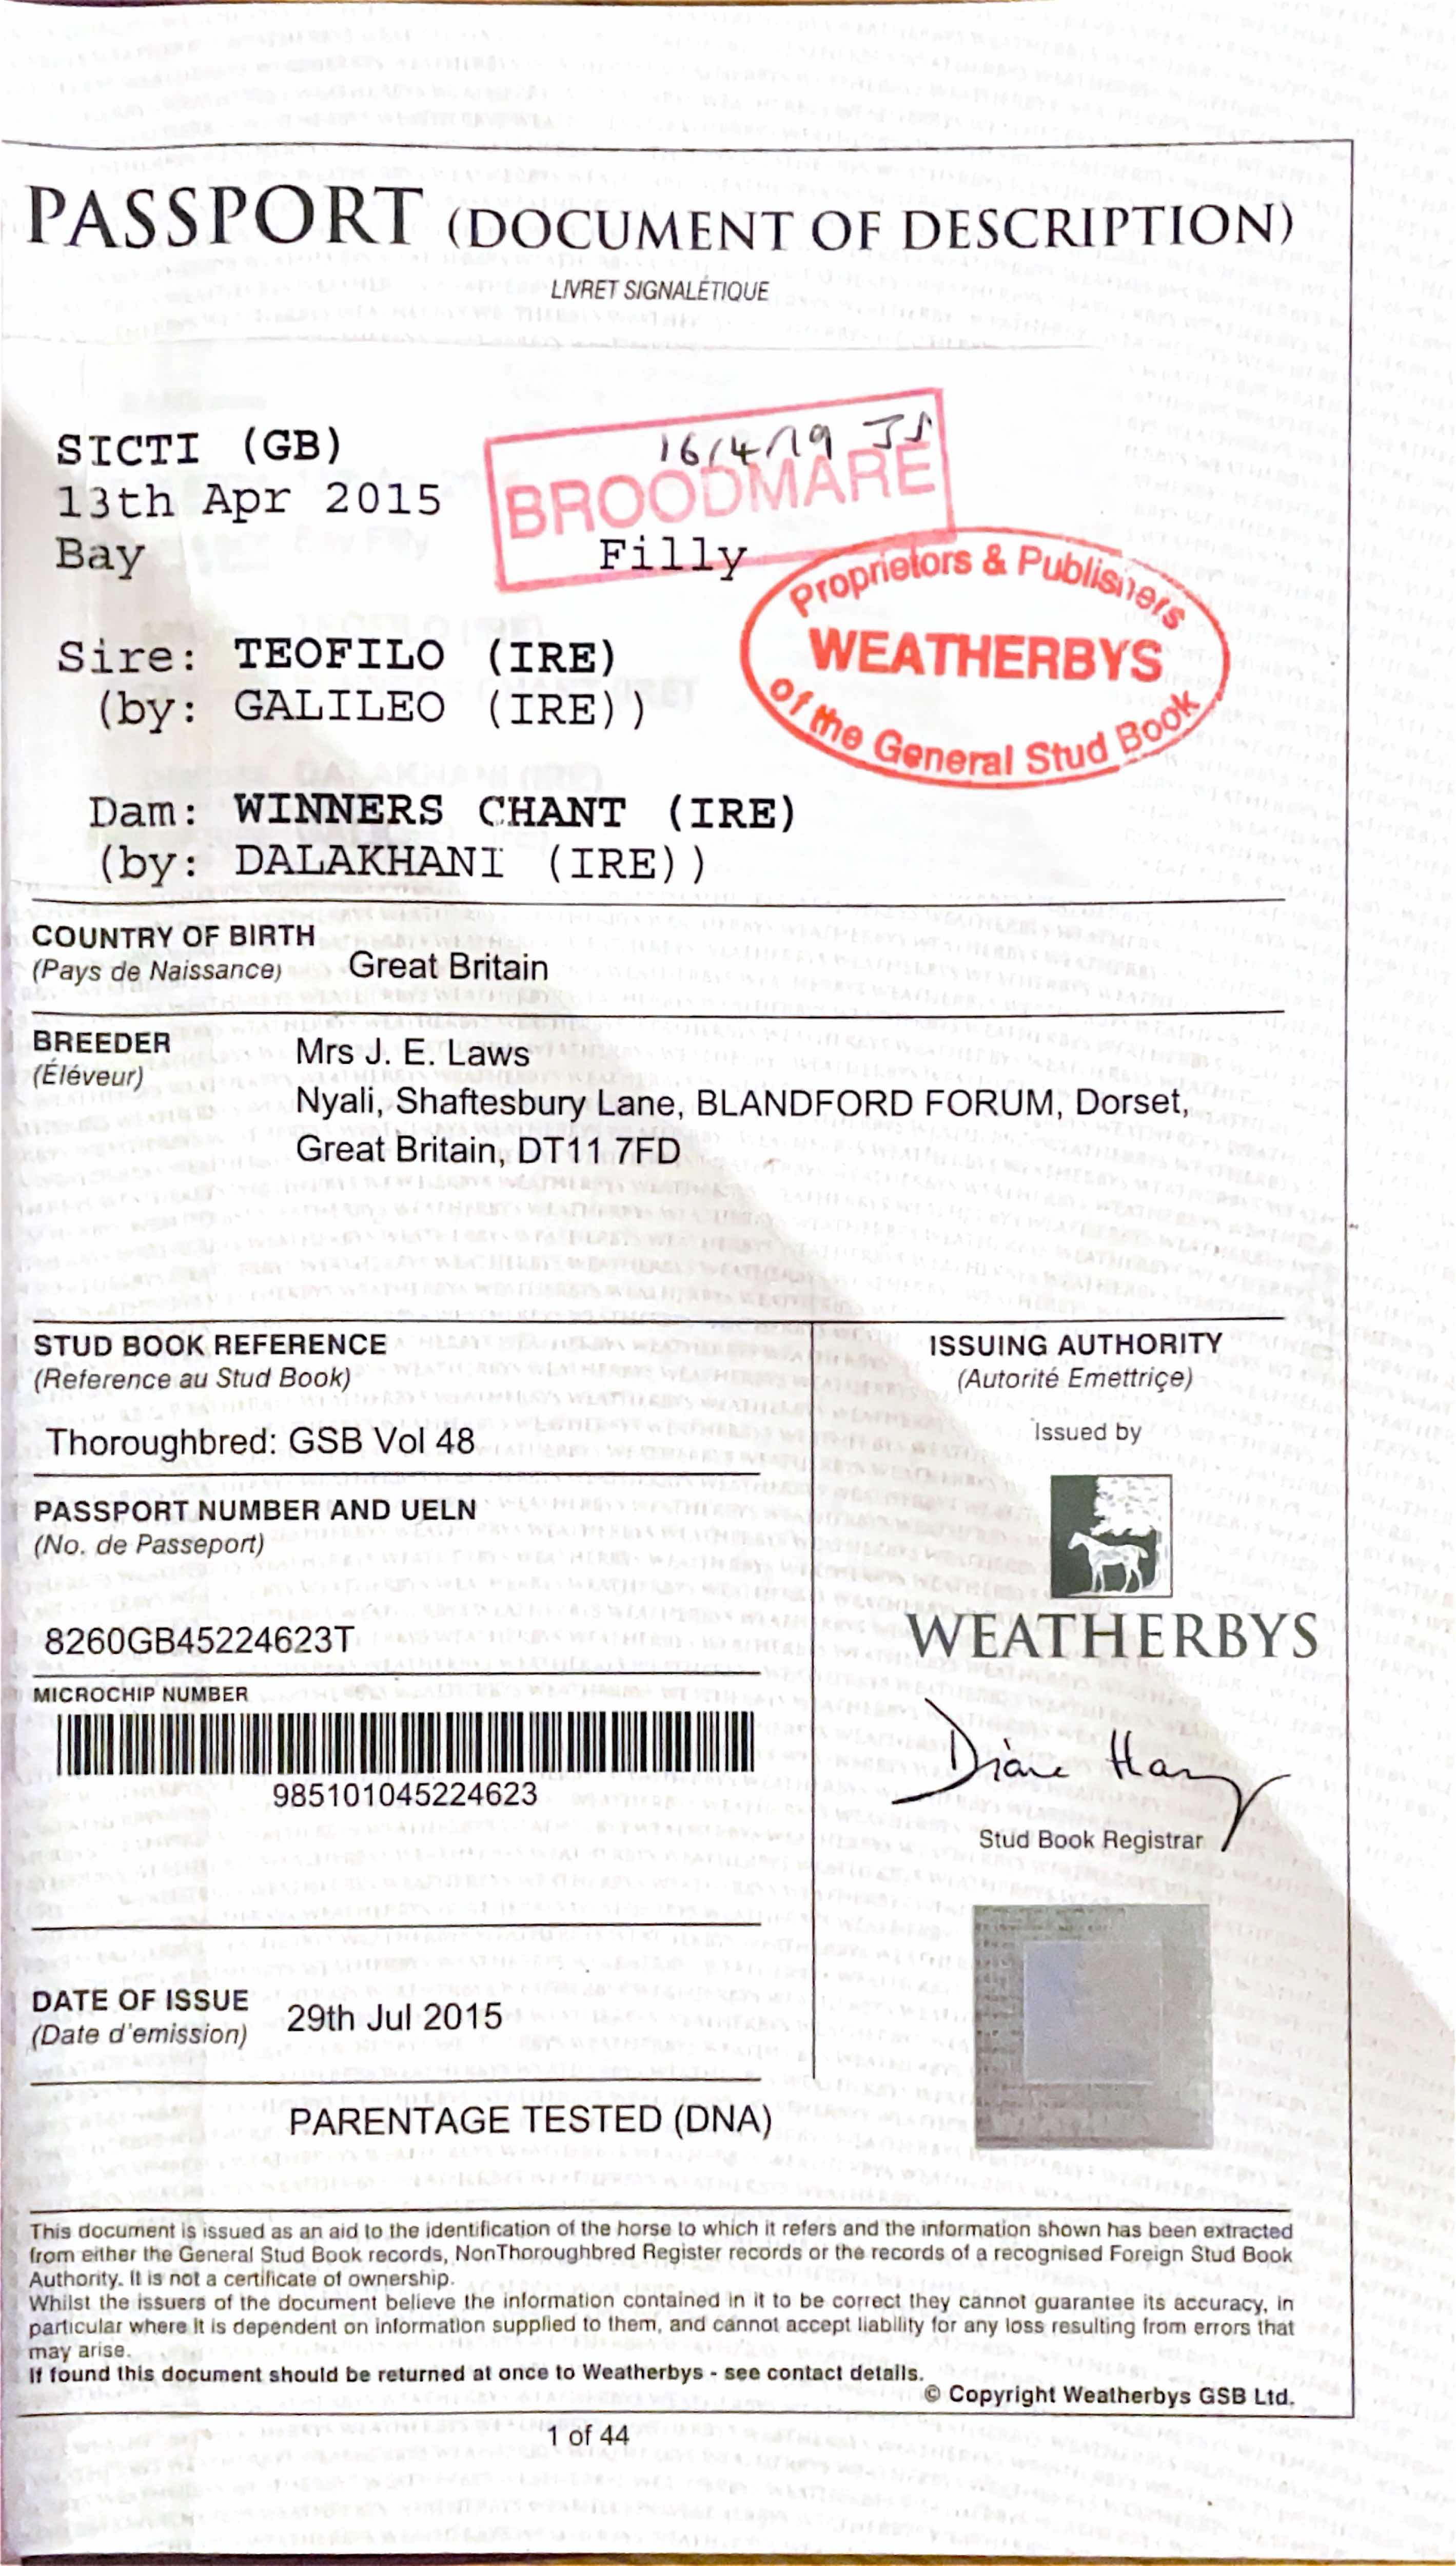 PASSPORT (DOCUMENT OF DESCRIPTION)
LIVRET SIGNALÉTIQUE
SICTI (GB)
16/4/19 JS
13th Apr 2015
BROODMARE
Bay Filly
Proprietors & Publishers
WEATHERBYS
of the General Stud Book
Sire: TEOFILO (IRE)
(by: GALILEO (IRE))
Dam: WINNERS CHANT (IRE)
(by: DALAKHANI (IRE))
COUNTRY OF BIRTH
(Pays de Naissance) Great Britain
BREEDER Mrs J. E. Laws
(Éléveur)
Nyali, Shaftesbury Lane, BLANDFORD FORUM, Dorset,
Great Britain, DT11 7FD
STUD BOOK REFERENCE
(Reference au Stud Book)
Thoroughbred: GSB Vol 48
PASSPORT NUMBER AND UELN
(No. de Passeport)
8260GB45224623T
MICROCHIP NUMBER
985101045224623
DATE OF ISSUE 29th Jul 2015
(Date d'emission)
PARENTAGE TESTED (DNA)
ISSUING AUTHORITY
(Autorité Emettriçe)
Issued by
WEATHERBYS
Stud Book Registrar
This document is issued as an aid to the identification of the horse to which it refers and the information shown has been extracted
from either the General Stud Book records, NonThoroughbred Register records or the records of a recognised Foreign Stud Book
Authority. It is not a certificate of ownership.
Whilst the issuers of the document believe the information contained in it to be correct they cannot guarantee its accuracy, in
particular where it is dependent on information supplied to them, and cannot accept liability for any loss resulting from errors that
may arise.
If found this document should be returned at once to Weatherbys - see contact details.
© Copyright Weatherbys GSB Ltd.
1 of 44